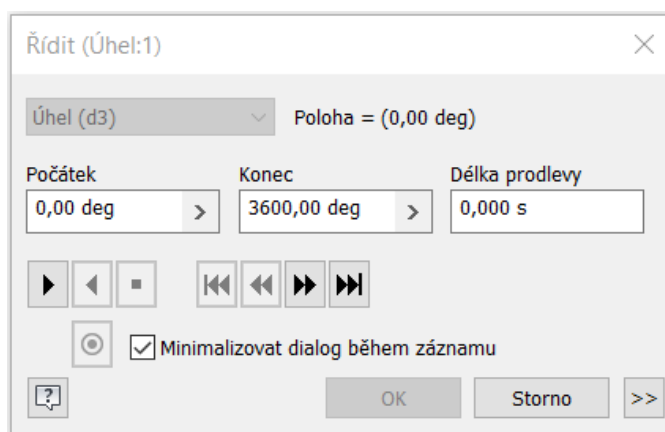 Řídit (Úhel:1)
Úhel (d3) Poloha = (0,00 deg)
Počátek Konec Délka prodlevy
0,00 deg > 3600,00 deg > 0,000 s
Minimalizovat dialog během záznamu
? OK Storno >>